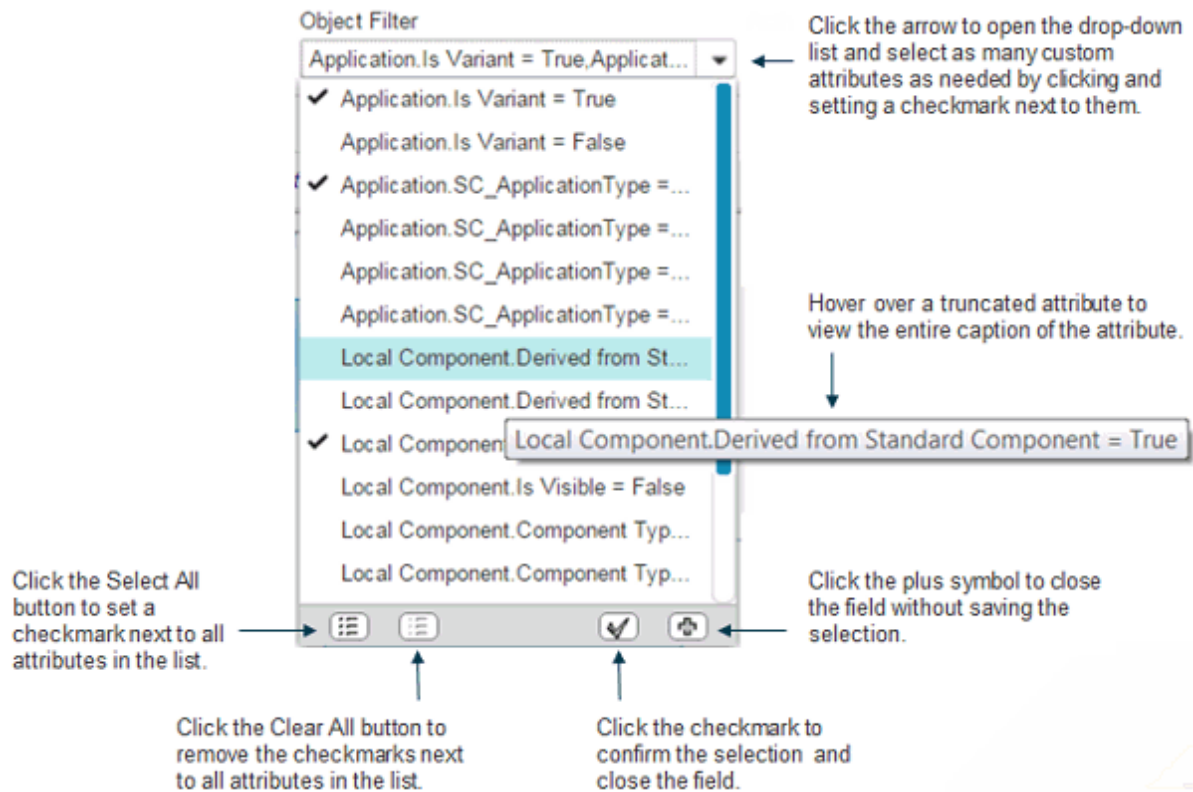 Object Filter
Application.Is Variant = True,Applicat...
Click the arrow to open the drop-down
list and select as many custom
attributes as needed by clicking and
setting a checkmark next to them.
Application.Is Variant = True
Application.Is Variant = False
Application.SC_ApplicationType =...
Application.SC_ApplicationType =...
Application.SC_ApplicationType =...
Application.SC_ApplicationType =...
Hover over a truncated attribute to
view the entire caption of the attribute.
Local Component.Derived from St...
Local Component.Derived from St...
Local Component
Local Component.Derived from Standard Component = True
Local Component.Is Visible = False
Local Component.Component Typ...
Local Component.Component Typ...
Click the Select All
button to set a
checkmark next to all
attributes in the list.
Click the plus symbol to close
the field without saving the
selection.
Click the Clear All button to
remove the checkmarks next
to all attributes in the list.
Click the checkmark to
confirm the selection and
close the field.